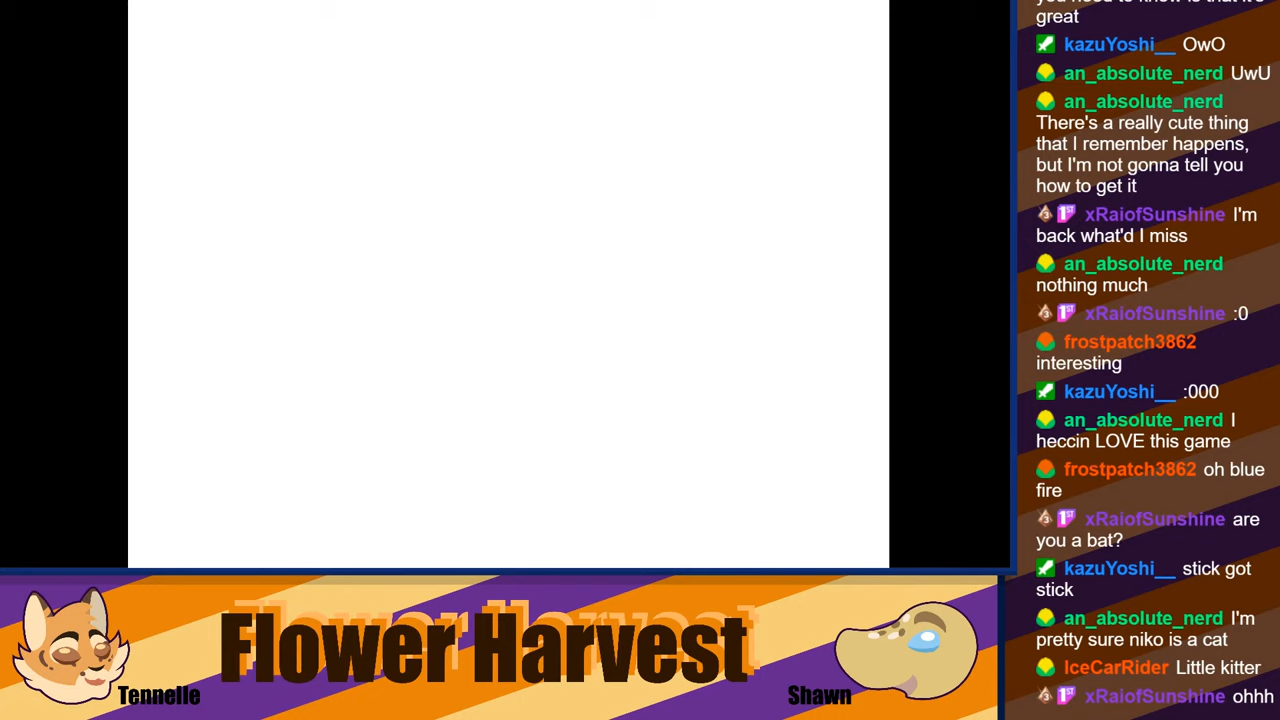 you need to know is that it's
great
kazuYoshi__ OwO
an_absolute_nerd UwU
an_absolute_nerd
There's a really cute thing
that I remember happens,
but I'm not gonna tell you
how to get it
xRaiofSunshine I'm
back what'd I miss
an_absolute_nerd
nothing much
xRaiofSunshine :0
frostpatch3862
interesting
kazuYoshi__ :000
an_absolute_nerd I
heccin LOVE this game
frostpatch3862 oh blue
fire
xRaiofSunshine are
you a bat?
kazuYoshi__ stick got
stick
an_absolute_nerd I'm
pretty sure niko is a cat
IceCarRider Little kitter
xRaiofSunshine ohhh
Flower Harvest
Tennelle
Shawn